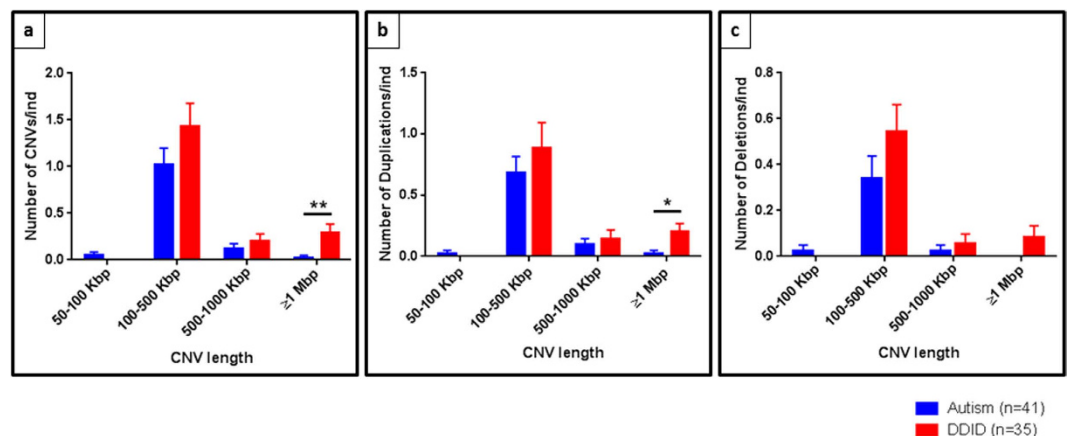 a
Number of CNVs/ind
2.0
1.5
1.0
0.5
0.0
**
50-100 Kbp
100-500 Kbp
500-1000 Kbp
≥1 Mbp
CNV length
b
Number of Duplications/ind
1.5
1.0
0.5
0.0
*
50-100 Kbp
100-500 Kbp
500-1000 Kbp
≥1 Mbp
CNV length
c
Number of Deletions/ind
0.8
0.6
0.4
0.2
0.0
50-100 Kbp
100-500 Kbp
500-1000 Kbp
≥1 Mbp
CNV length
Autism (n=41)
DDID (n=35)